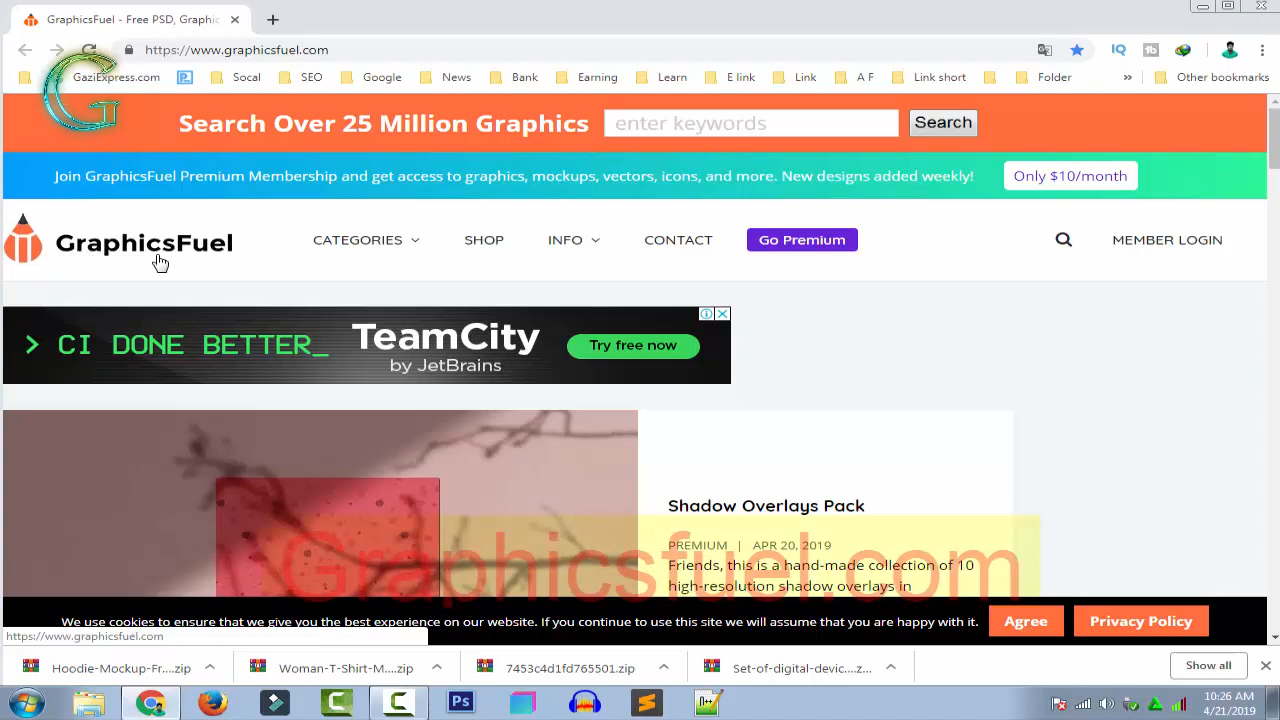 GraphicsFuel - Free PSD, Graphic
https://www.graphicsfuel.com
GaziExpress.com
Socal
SEO
Google
News
Bank
Earning
Learn
E link
Link
A F
Link short
Folder
»
Other bookmarks
G
Search Over 25 Million Graphics
enter keywords
Search
Join GraphicsFuel Premium Membership and get access to graphics, mockups, vectors, icons, and more. New designs added weekly!
Only $10/month
GraphicsFuel
CATEGORIES
SHOP
INFO
CONTACT
Go Premium
MEMBER LOGIN
> CI DONE BETTER_
TeamCity
by JetBrains
Try free now
Shadow Overlays Pack
PREMIUM | APR 20, 2019
Friends, this is a hand-made collection of 10
high-resolution shadow overlays in
Graphicsfuel.com
We use cookies to ensure that we give you the best experience on our website. If you continue to use this site we will assume that you are happy with it.
Agree
Privacy Policy
https://www.graphicsfuel.com
Hoodie-Mockup-Fr....zip
Woman-T-Shirt-M....zip
7453c4d1fd765501.zip
Set-of-digital-devic....z...
Show all
Ps
10:26 AM
4/21/2019